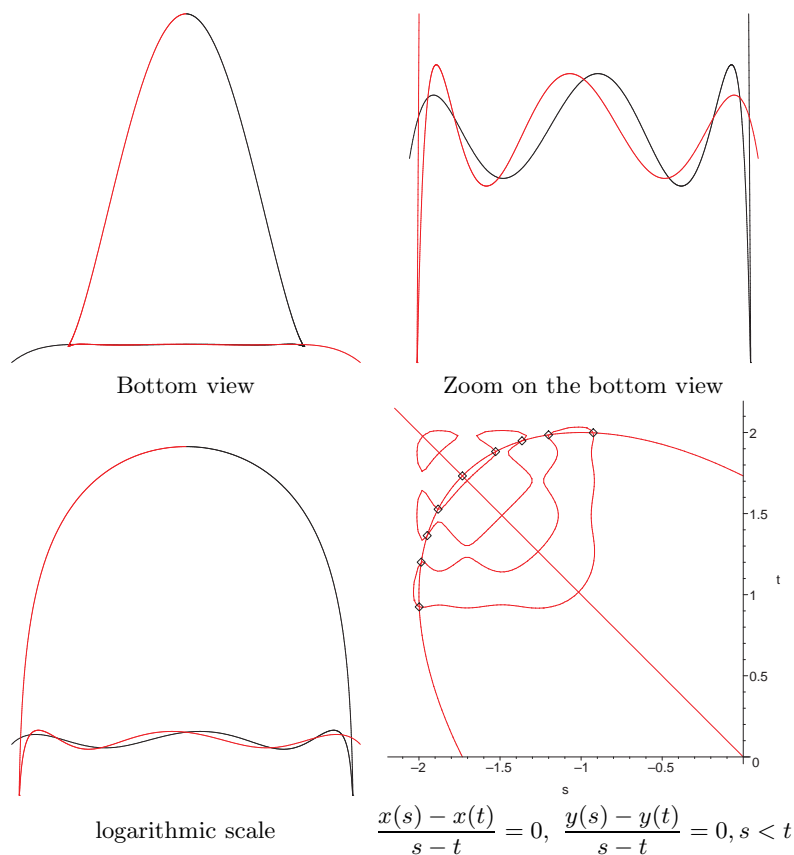 Bottom view
Zoom on the bottom view
2
1.5
t
1
0.5
0
–2 –1.5 –1 –0.5
s
logarithmic scale
x(s) − x(t) / s − t = 0, y(s) − y(t) / s − t = 0, s < t